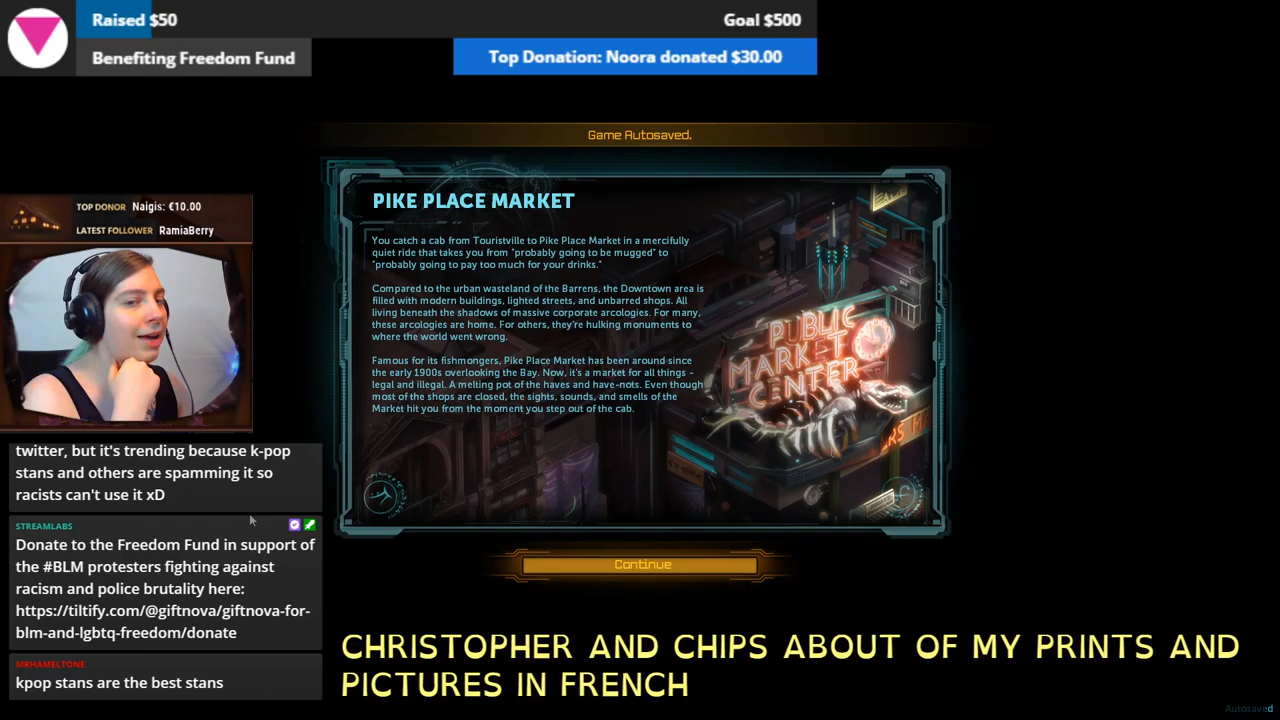 Raised $50
Goal $500
Benefiting Freedom Fund
Top Donation: Noora donated $30.00
Game Autosaved.
PIKE PLACE MARKET
You catch a cab from Touristville to Pike Place Market in a mercifully
quiet ride that takes you from "probably going to be mugged" to
"probably going to pay too much for your drinks."
Compared to the urban wasteland of the Barrens, the Downtown area is
filled with modern buildings, lighted streets, and unbarred shops. All
living beneath the shadows of massive corporate arcologies. For many,
these arcologies are home. For others, they're hulking monuments to
where the world went wrong.
Famous for its fishmongers, Pike Place Market has been around since
the early 1900s overlooking the Bay. Now, it's a market for all things -
legal and illegal. A melting pot of the haves and have-nots. Even though
most of the shops are closed, the sights, sounds, and smells of the
Market hit you from the moment you step out of the cab.
PUBLIC
MARKET
CENTER
Continue
TOP DONOR Naigis: €10.00
LATEST FOLLOWER RamiaBerry
twitter, but it's trending because k-pop
stans and others are spamming it so
racists can't use it xD
STREAMLABS
Donate to the Freedom Fund in support of
the #BLM protesters fighting against
racism and police brutality here:
https://tiltify.com/@giftnova/giftnova-for-
blm-and-lgbtq-freedom/donate
MRHAMELTONE
kpop stans are the best stans
CHRISTOPHER AND CHIPS ABOUT OF MY PRINTS AND
PICTURES IN FRENCH
Autosaved